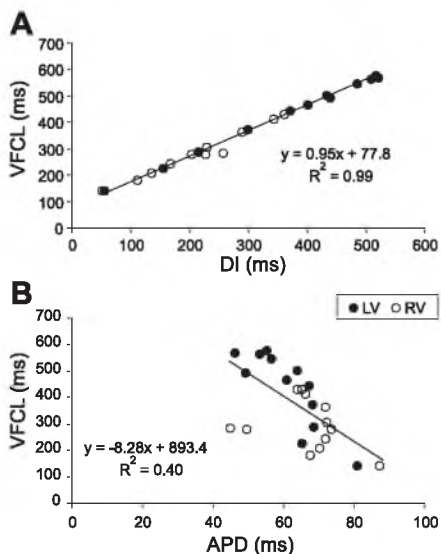 A
700
600
500
400
300
200
100
0
VFCL (ms)
y = 0.95x + 77.8
R² = 0.99
0 100 200 300 400 500 600
DI (ms)
B
LV RV
700
600
500
400
300
200
100
0
VFCL (ms)
y = -8.28x + 893.4
R² = 0.40
0 20 40 60 80 100
APD (ms)